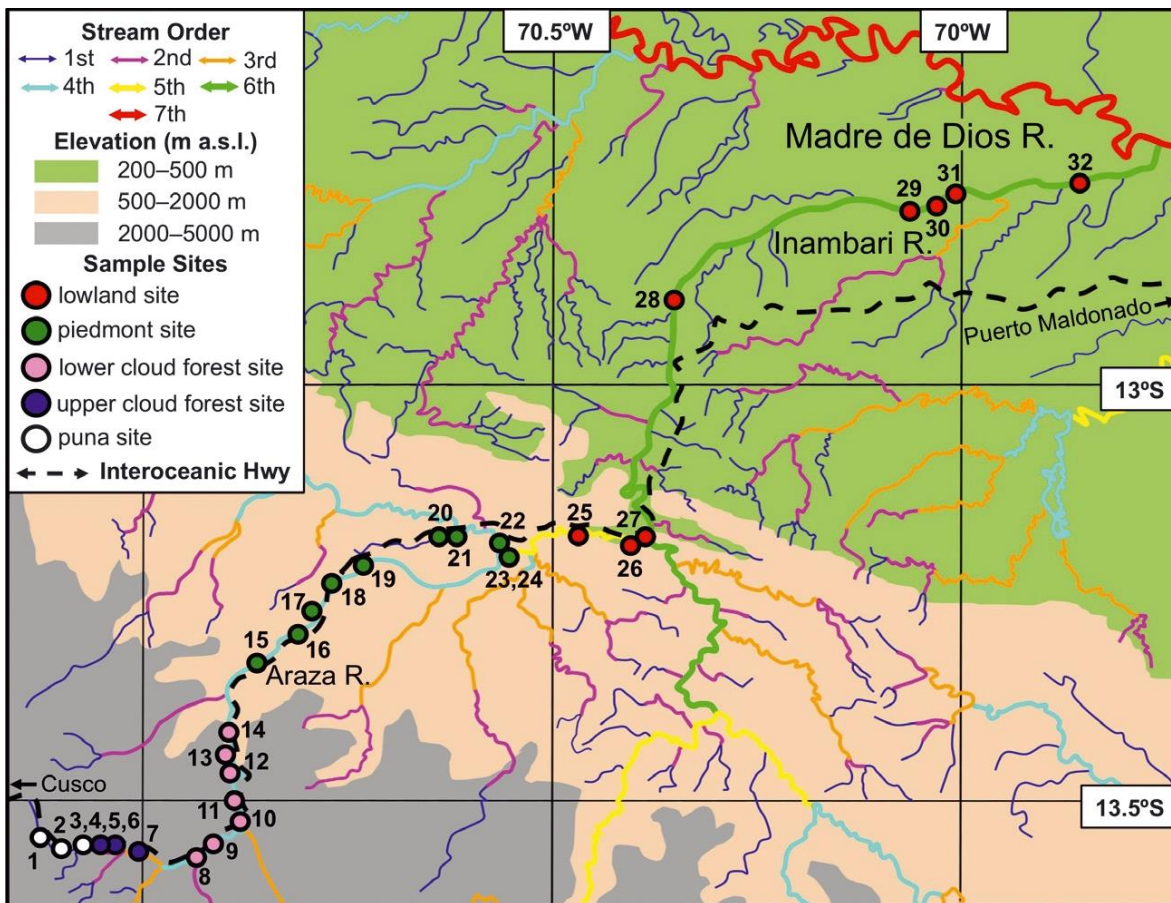 Stream Order
1st 2nd 3rd
4th 5th 6th
7th
Elevation (m a.s.l.)
200–500 m
500–2000 m
2000–5000 m
Sample Sites
lowland site
piedmont site
lower cloud forest site
upper cloud forest site
puna site
Interoceanic Hwy
70.5ºW
70ºW
Madre de Dios R.
32
31
29
30
Inambari R.
28
Puerto Maldonado
13ºS
20
22
25
27
21
23,24
26
19
18
17
16
15
Araza R.
14
13
12
Cusco
11
10
13.5ºS
1
2
3,4,5,6
7
9
8